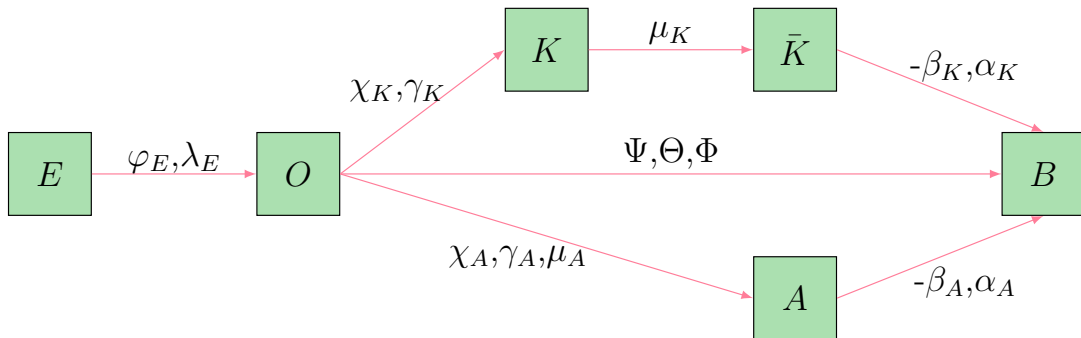 K
μ_K
K̄
χ_K,γ_K
-β_K,α_K
E
φ_E,λ_E
O
Ψ,Θ,Φ
B
χ_A,γ_A,μ_A
A
-β_A,α_A